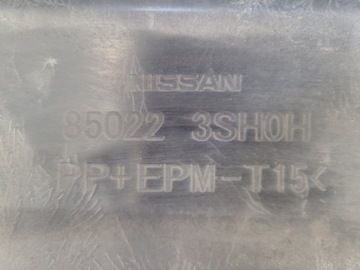 NISSAN
85022 3SH0H
>PP+EPM-T15<